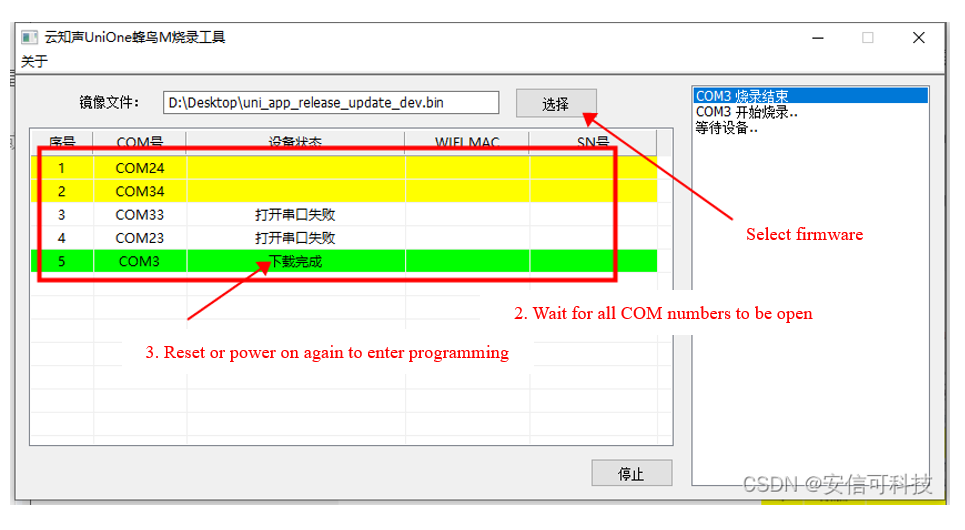 云知声UniOne蜂鸟M烧录工具
关于
镜像文件： D:\Desktop\uni_app_release_update_dev.bin 选择
序号 COM号 设备状态 WIFI MAC SN号
1 COM24
2 COM34
3 COM33 打开串口失败
4 COM23 打开串口失败
5 COM3 下载完成
COM3 烧录结束
COM3 开始烧录..
等待设备..
Select firmware
2. Wait for all COM numbers to be open
3. Reset or power on again to enter programming
停止
CSDN @安信可科技